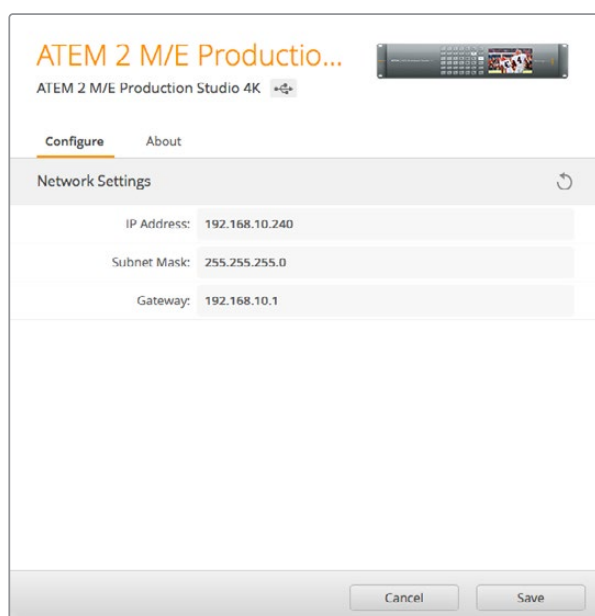 ATEM 2 M/E Productio...
ATEM 2 M/E Production Studio 4K
Configure About
Network Settings
IP Address: 192.168.10.240
Subnet Mask: 255.255.255.0
Gateway: 192.168.10.1
Cancel Save